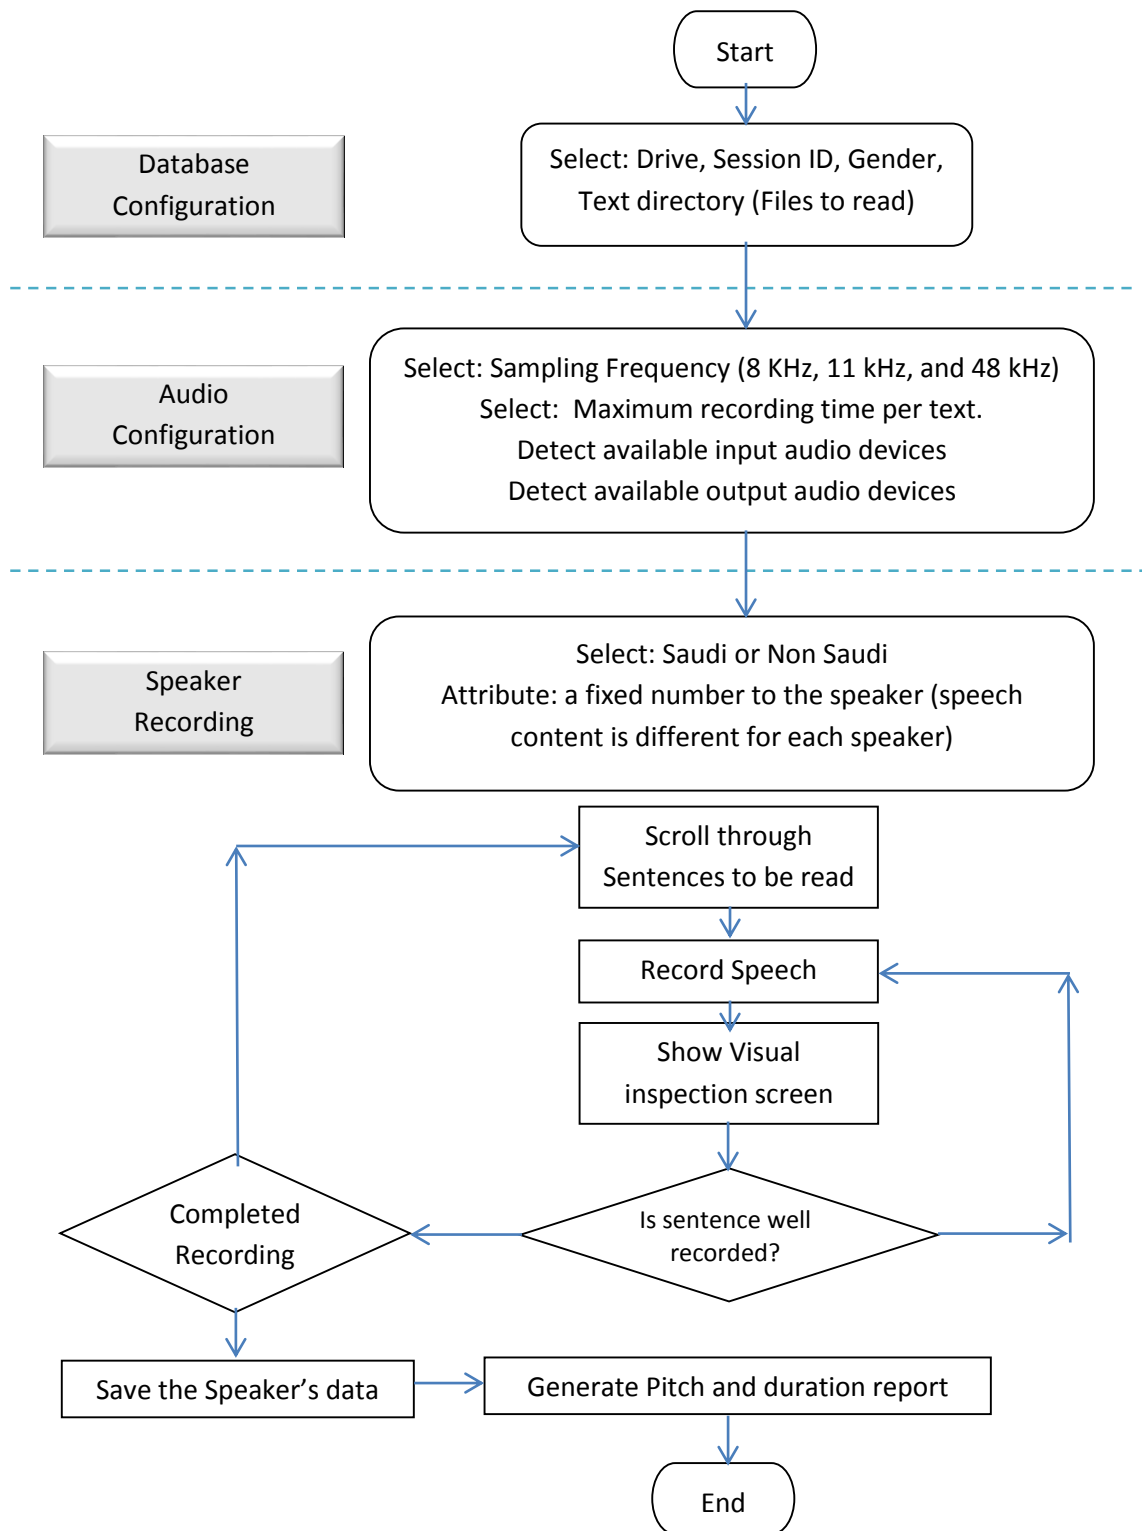 Start
Database
Configuration
Select: Drive, Session ID, Gender,
Text directory (Files to read)
Audio
Configuration
Select: Sampling Frequency (8 KHz, 11 kHz, and 48 kHz)
Select:  Maximum recording time per text.
Detect available input audio devices
Detect available output audio devices
Speaker
Recording
Select: Saudi or Non Saudi
Attribute: a fixed number to the speaker (speech
content is different for each speaker)
Scroll through
Sentences to be read
Record Speech
Show Visual
inspection screen
Is sentence well
recorded?
Completed
Recording
Save the Speaker’s data
Generate Pitch and duration report
End